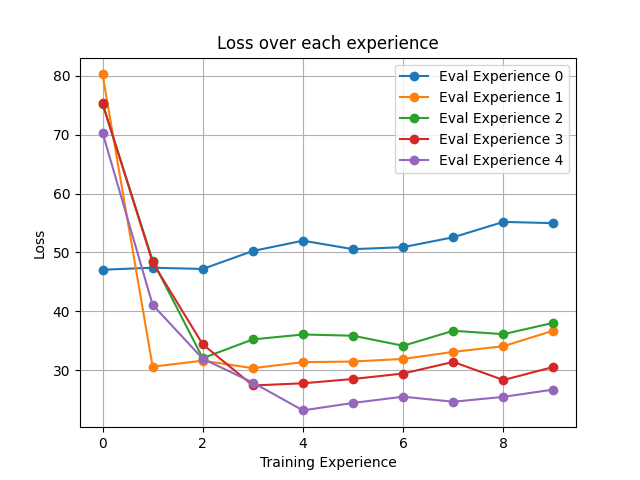 Loss over each experience
Eval Experience 0
Eval Experience 1
Eval Experience 2
Eval Experience 3
Eval Experience 4
80
70
60
50
40
30
Loss
0 2 4 6 8
Training Experience